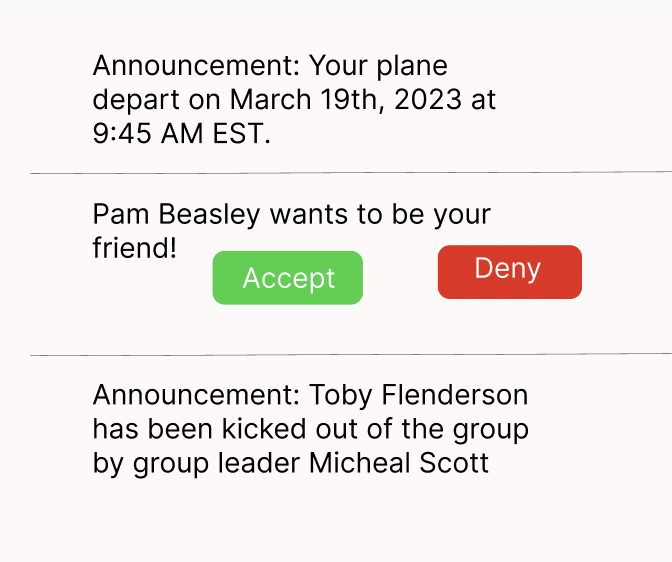 Announcement: Your plane
depart on March 19th, 2023 at
9:45 AM EST.
Pam Beasley wants to be your
friend!
Accept
Deny
Announcement: Toby Flenderson
has been kicked out of the group
by group leader Micheal Scott